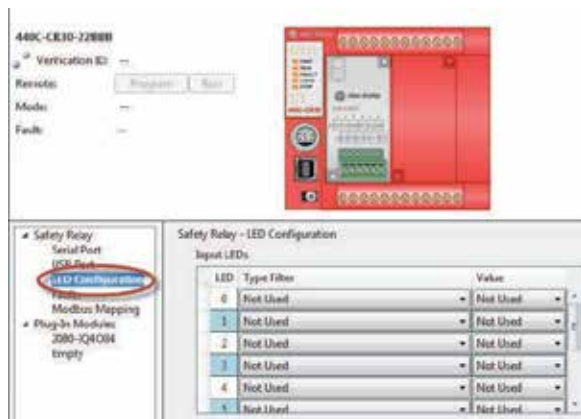 440C-CR30-22BBB
Verification ID: --
Remote: Program Run
Mode: --
Fault: --
Safety Relay
Serial Port
USB Port
LED Configuration
Faults
Modbus Mapping
Plug-In Modules
2080-IQ4OB4
Empty
Safety Relay - LED Configuration
Input LEDs
LED Type Filter Value
0 Not Used Not Used
1 Not Used Not Used
2 Not Used Not Used
3 Not Used Not Used
4 Not Used Not Used
5 Not Used Not Used